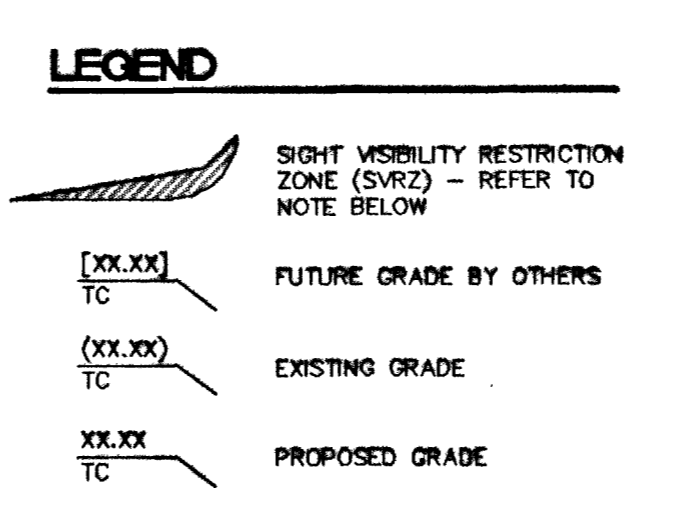 LEGEND
SIGHT VISIBILITY RESTRICTION
ZONE (SVRZ) – REFER TO
NOTE BELOW
[XX.XX]
TC
FUTURE GRADE BY OTHERS
(XX.XX)
TC
EXISTING GRADE
XX.XX
TC
PROPOSED GRADE